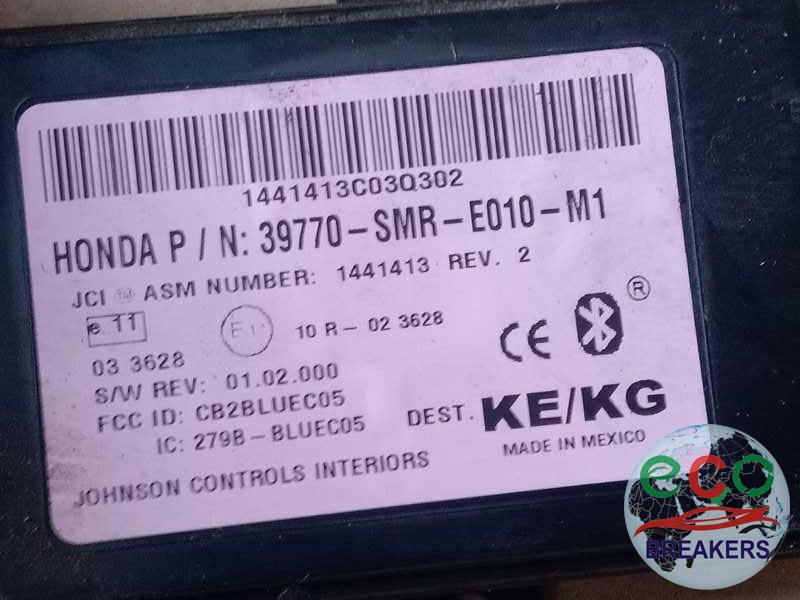 1441413C03Q302
HONDA P / N: 39770-SMR-E010-M1
JCI ™ ASM NUMBER: 1441413 REV. 2
e 11
10 R - 02 3628
CE
®
03 3628
S/W REV: 01.02.000
FCC ID: CB2BLUEC05
IC: 279B-BLUEC05
DEST. KE/KG
MADE IN MEXICO
JOHNSON CONTROLS INTERIORS
eco
BREAKERS